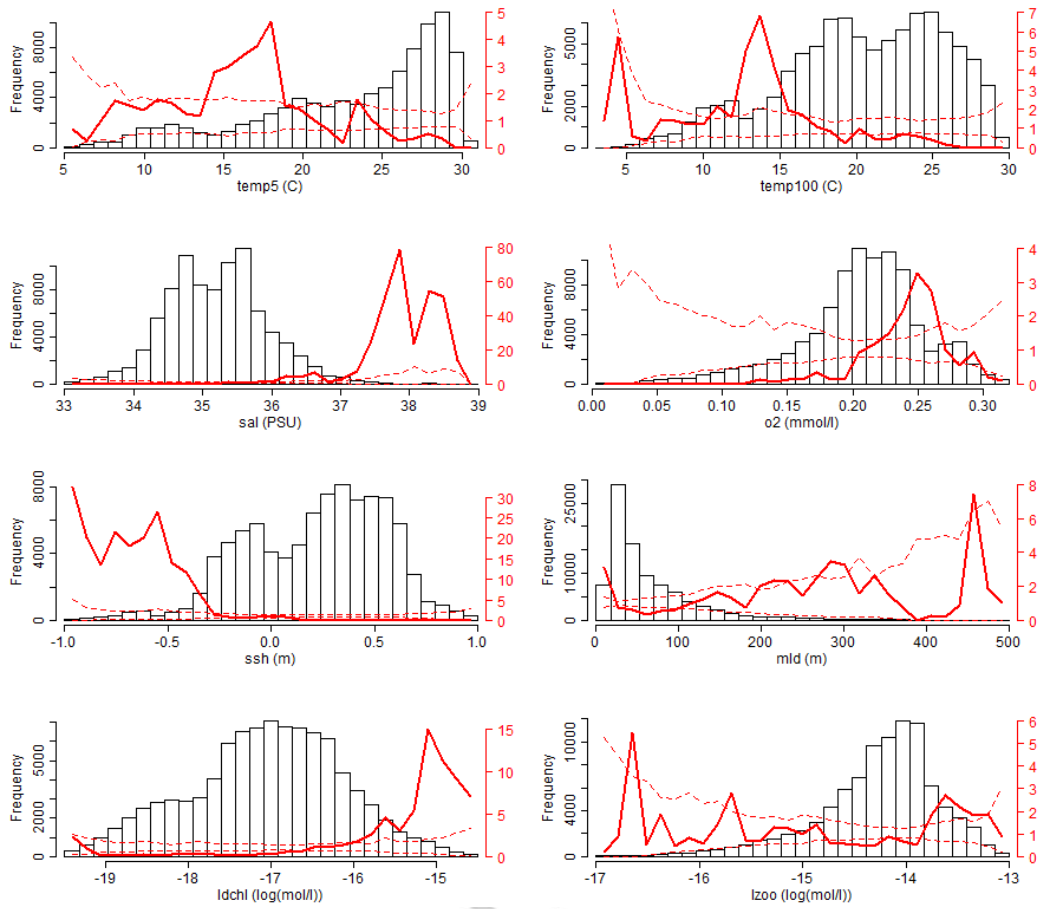 Frequency
0 4000 8000
5 4 3 2 1 0
5 10 15 20 25 30
temp5 (C)
Frequency
0 2000 5000
7 6 5 4 3 2 1 0
5 10 15 20 25 30
temp100 (C)
Frequency
0 4000 8000
80 60 40 20 0
33 34 35 36 37 38 39
sal (PSU)
Frequency
0 4000 8000
4 3 2 1 0
0.00 0.05 0.10 0.15 0.20 0.25 0.30
o2 (mmol/l)
Frequency
0 4000 8000
30 25 20 15 10 5 0
-1.0 -0.5 0.0 0.5 1.0
ssh (m)
Frequency
0 10000 25000
8 6 4 2 0
0 100 200 300 400 500
mld (m)
Frequency
0 2000 5000
15 10 5 0
-19 -18 -17 -16 -15
ldchl (log(mol/l))
Frequency
0 4000 10000
6 5 4 3 2 1 0
-17 -16 -15 -14 -13
lzoo (log(mol/l))